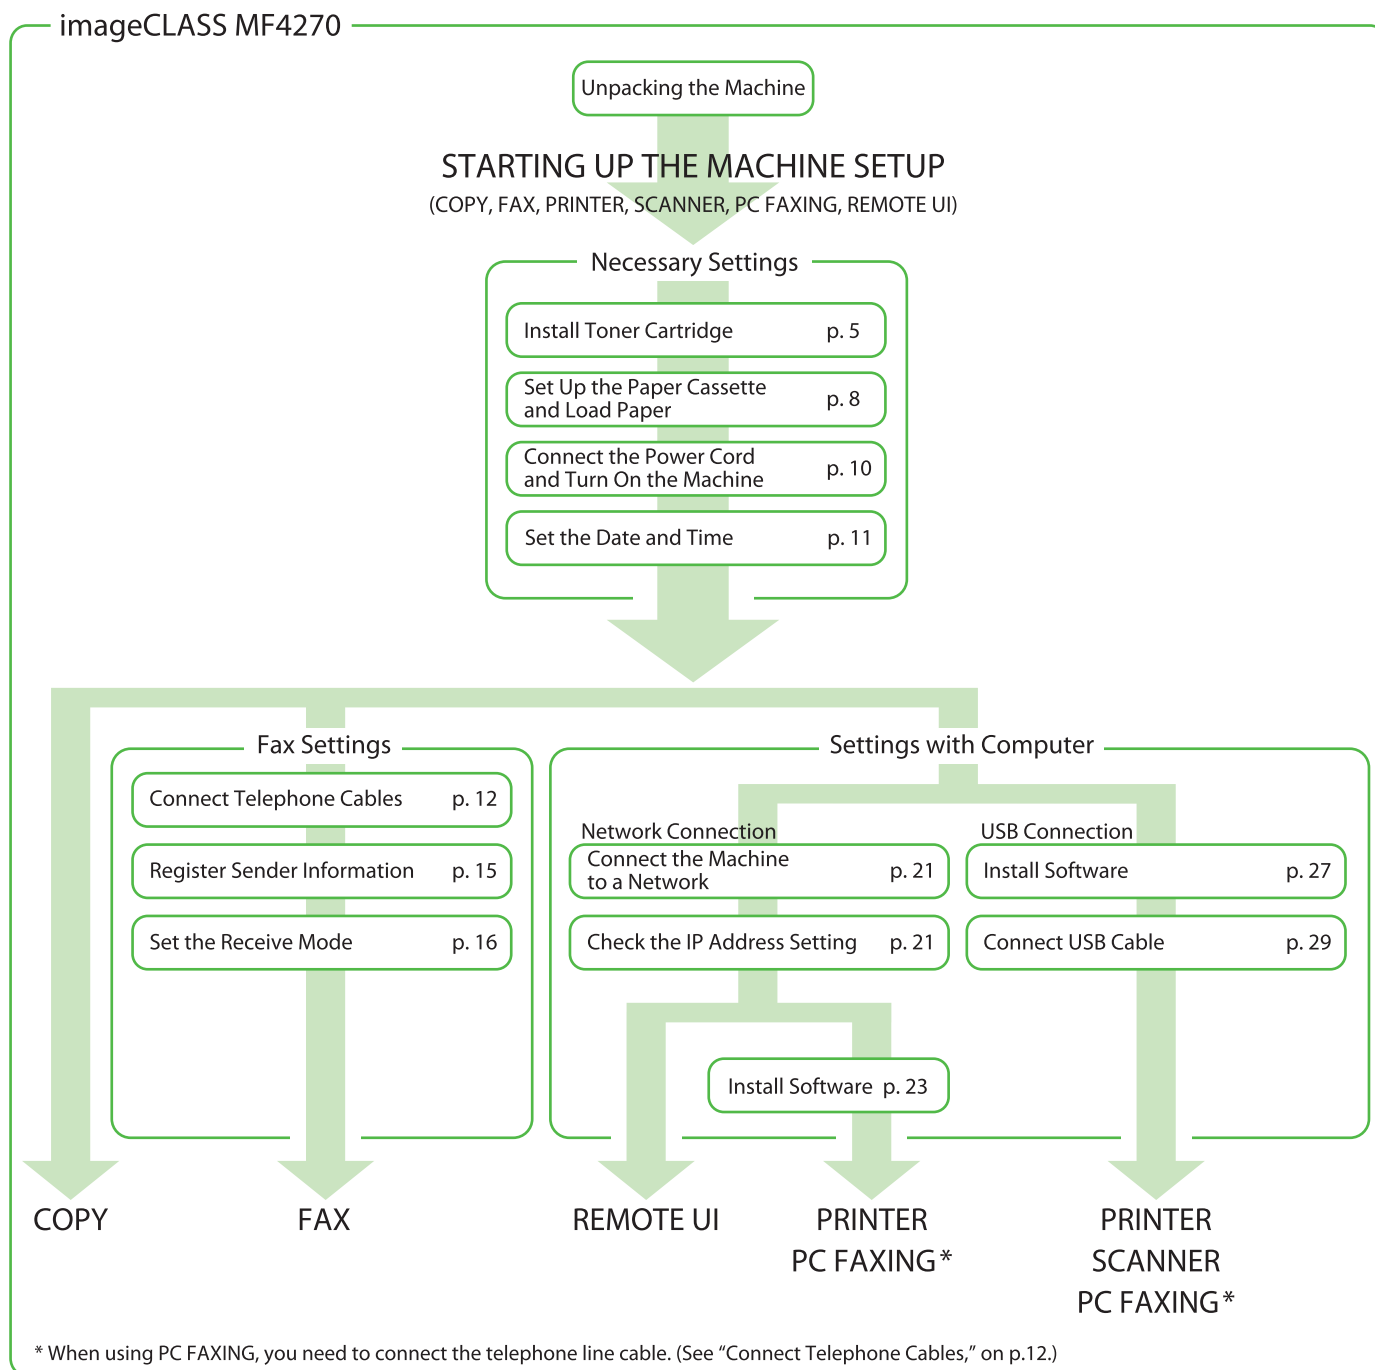 imageCLASS MF4270
Unpacking the Machine
STARTING UP THE MACHINE SETUP
(COPY, FAX, PRINTER, SCANNER, PC FAXING, REMOTE UI)
Necessary Settings
Install Toner Cartridge p. 5
Set Up the Paper Cassette
and Load Paper p. 8
Connect the Power Cord
and Turn On the Machine p. 10
Set the Date and Time p. 11
Fax Settings
Connect Telephone Cables p. 12
Register Sender Information p. 15
Set the Receive Mode p. 16
Settings with Computer
Network Connection
Connect the Machine
to a Network p. 21
Check the IP Address Setting p. 21
Install Software p. 23
USB Connection
Install Software p. 27
Connect USB Cable p. 29
COPY
FAX
REMOTE UI
PRINTER
PC FAXING*
PRINTER
SCANNER
PC FAXING*
* When using PC FAXING, you need to connect the telephone line cable. (See “Connect Telephone Cables,” on p.12.)